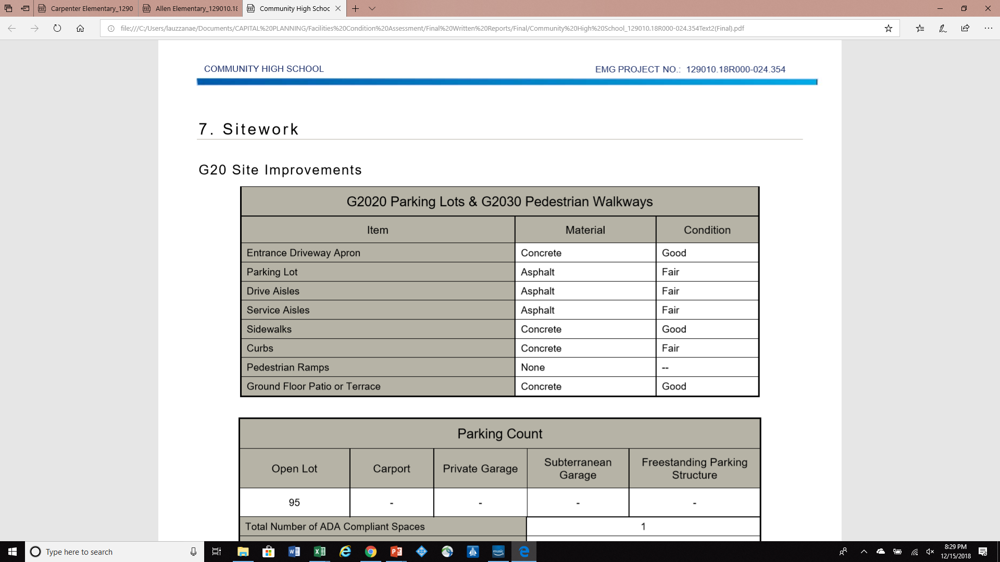 Carpenter Elementary_1290
Allen Elementary_129010.18
Community High Schoc
file:///C:/Users/lauzzanae/Documents/CAPITAL%20PLANNING/Facilities%20Condition%20Assessment/Final%20Written%20Reports/Final/Community%20High%20School_129010.18R000-024.354Text2(Final).pdf
COMMUNITY HIGH SCHOOL EMG PROJECT NO.: 129010.18R000-024.354
7. Sitework
G20 Site Improvements
G2020 Parking Lots & G2030 Pedestrian Walkways
Item Material Condition
Entrance Driveway Apron Concrete Good
Parking Lot Asphalt Fair
Drive Aisles Asphalt Fair
Service Aisles Asphalt Fair
Sidewalks Concrete Good
Curbs Concrete Fair
Pedestrian Ramps None --
Ground Floor Patio or Terrace Concrete Good
Parking Count
Open Lot Carport Private Garage Subterranean Garage Freestanding Parking Structure
95 - - - -
Total Number of ADA Compliant Spaces 1
Type here to search
music
8:29 PM
12/15/2018